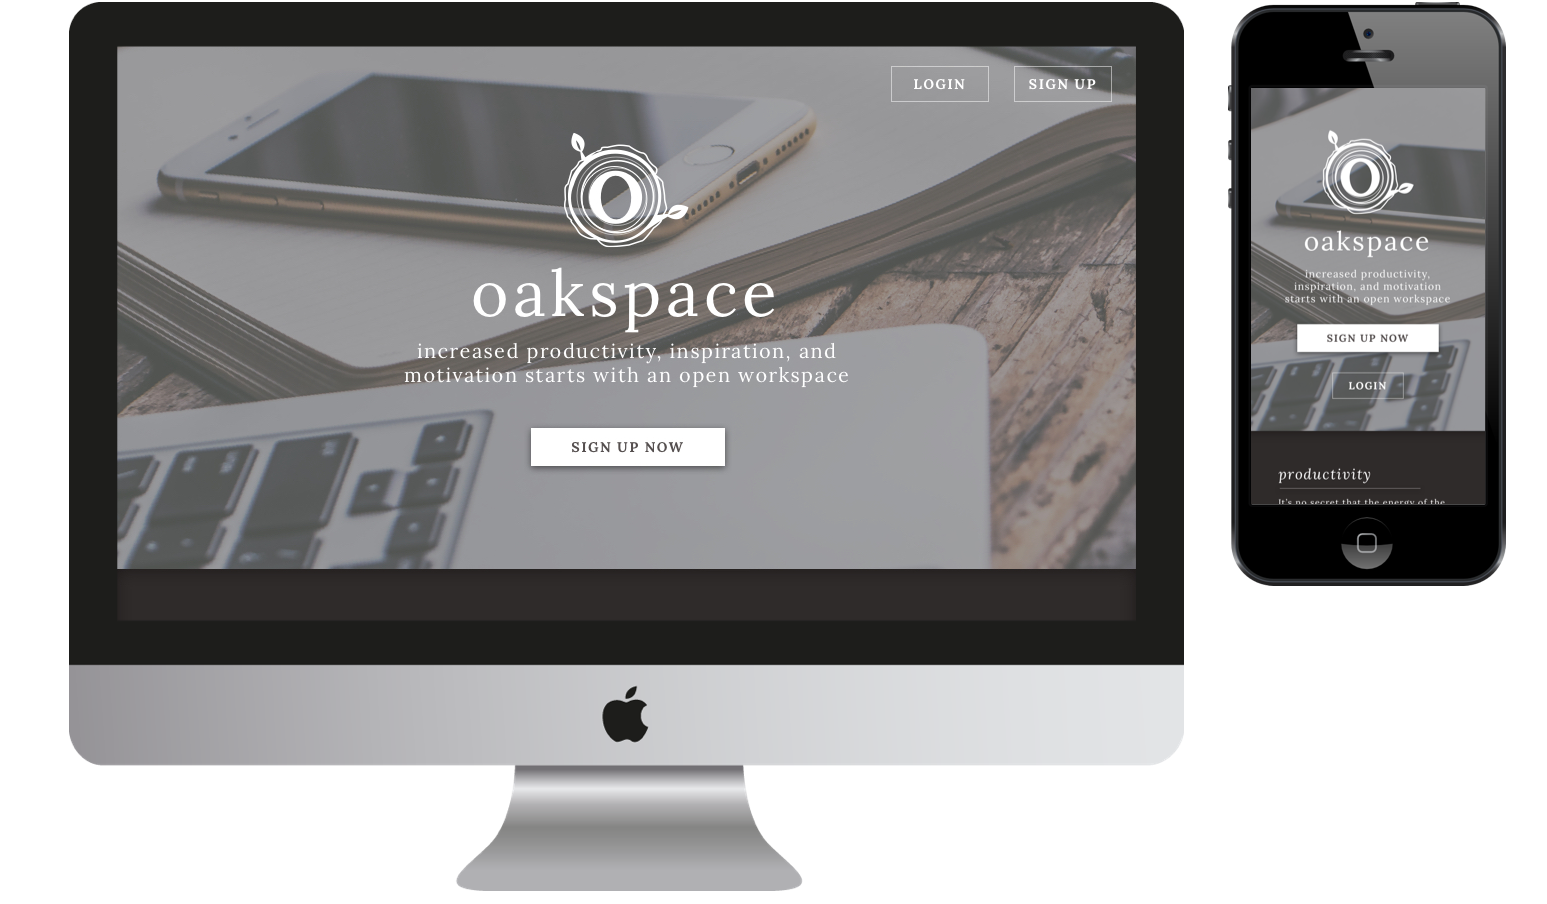 LOGIN SIGN UP
O
oakspace
increased productivity, inspiration, and
motivation starts with an open workspace
SIGN UP NOW
O
oakspace
increased productivity,
inspiration, and motivation
starts with an open workspace
SIGN UP NOW
LOGIN
productivity
It's no secret that the energy of the